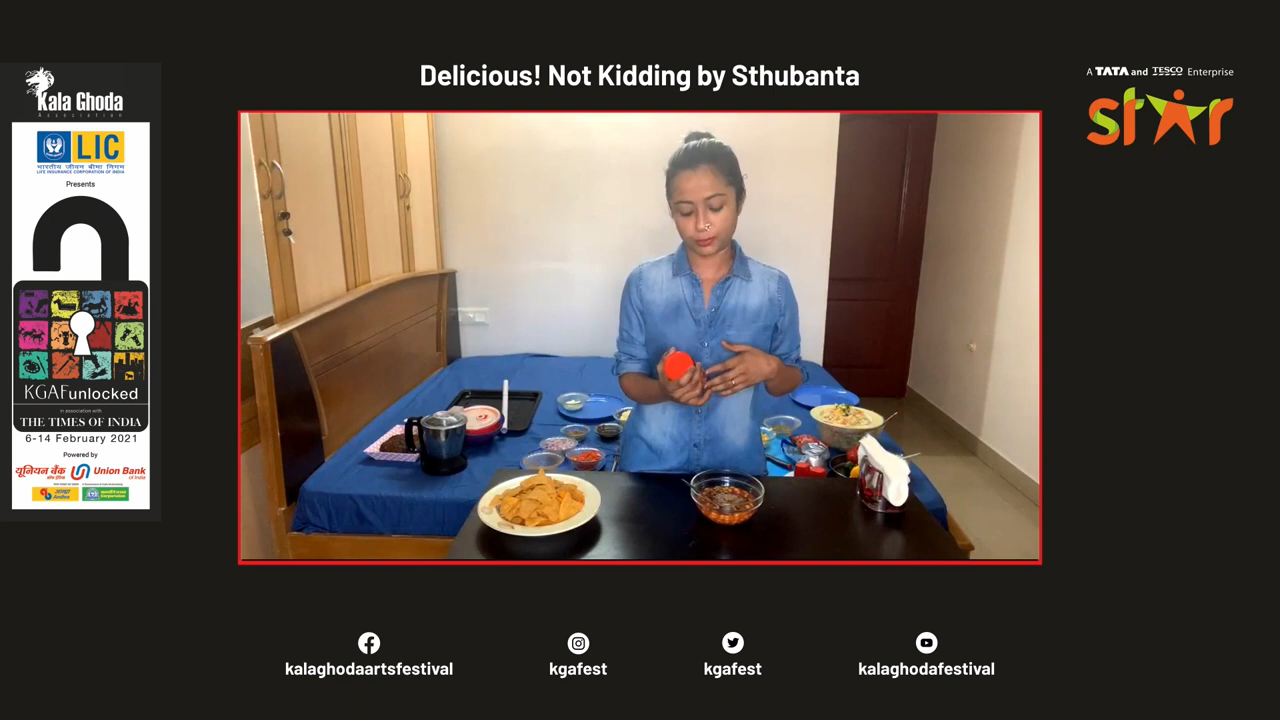 Delicious! Not Kidding by Sthubanta
Kala Ghoda
Association
LIC
भारतीय जीवन बीमा निगम
LIFE INSURANCE CORPORATION OF INDIA
Presents
KGAFunlocked
in association with
THE TIMES OF INDIA
6-14 February 2021
Powered by
यूनियन बैंक Union Bank
of India
A TATA and TESCO Enterprise
star
kalaghodaartsfestival
kgafest
kgafest
kalaghodafestival